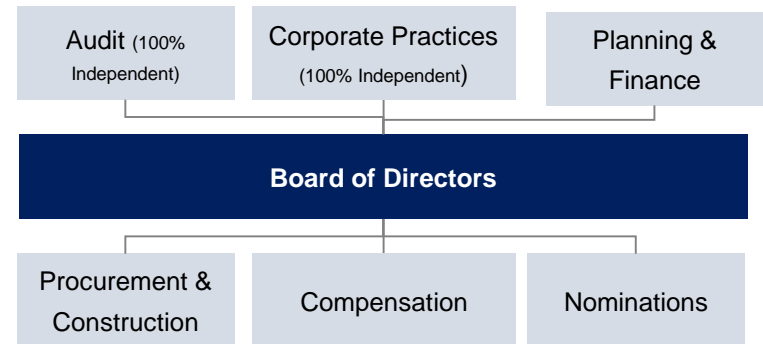 Audit (100%
Independent)
Corporate Practices
(100% Independent)
Planning &
Finance
Board of Directors
Procurement &
Construction
Compensation
Nominations